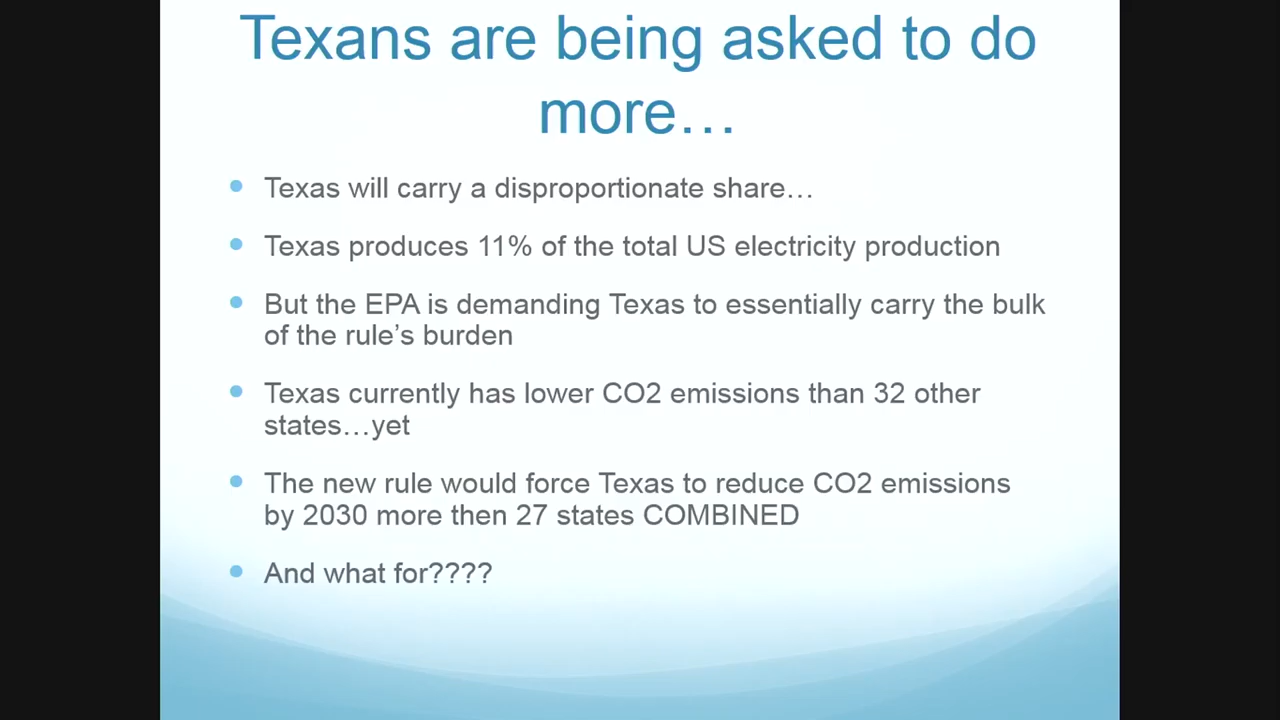 Texans are being asked to do
more…
Texas will carry a disproportionate share…
Texas produces 11% of the total US electricity production
But the EPA is demanding Texas to essentially carry the bulk
of the rule’s burden
Texas currently has lower CO2 emissions than 32 other
states…yet
The new rule would force Texas to reduce CO2 emissions
by 2030 more then 27 states COMBINED
And what for????